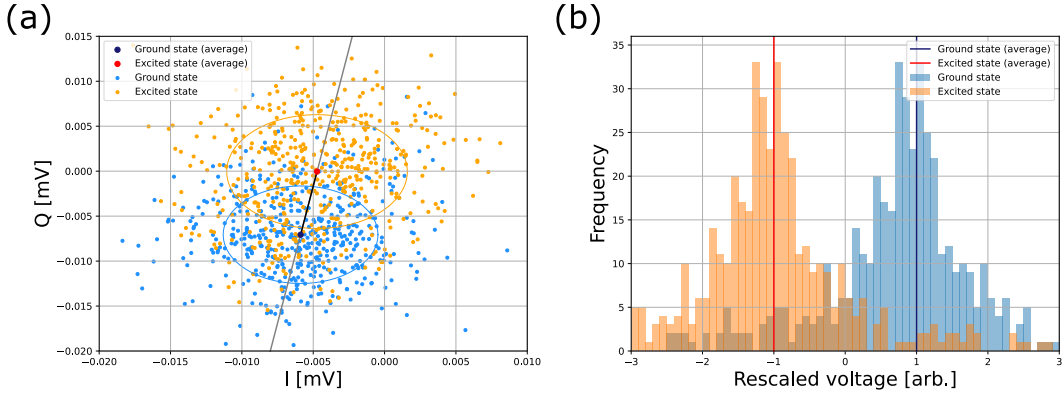 (a)
(b)
Ground state (average)
Excited state (average)
Ground state
Excited state
0.015
0.010
0.005
0.000
−0.005
−0.010
−0.015
−0.020
Q [mV]
−0.020
−0.015
−0.010
−0.005
0.000
0.005
0.010
I [mV]
Ground state (average)
Excited state (average)
Ground state
Excited state
35
30
25
20
15
10
5
0
Frequency
−3
−2
−1
0
1
2
3
Rescaled voltage [arb.]